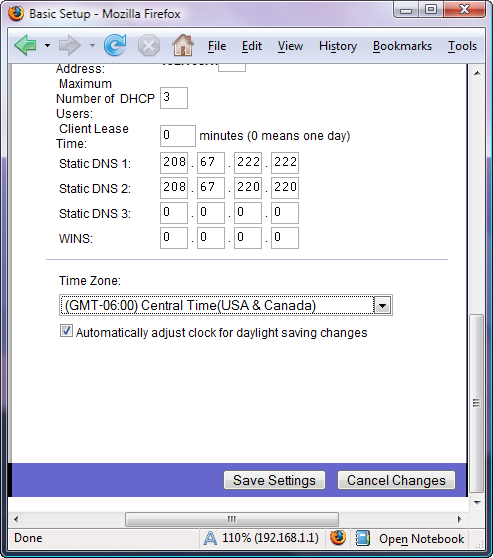 Basic Setup - Mozilla Firefox
File Edit View History Bookmarks Tools
Address:
Maximum
Number of DHCP 3
Users:
Client Lease
Time: 0 minutes (0 means one day)
Static DNS 1: 208 . 67 . 222 . 222
Static DNS 2: 208 . 67 . 220 . 220
Static DNS 3: 0 . 0 . 0 . 0
WINS: 0 . 0 . 0 . 0
Time Zone:
(GMT-06:00) Central Time(USA & Canada)
Automatically adjust clock for daylight saving changes
Save Settings Cancel Changes
Done A 110% (192.168.1.1) Open Notebook